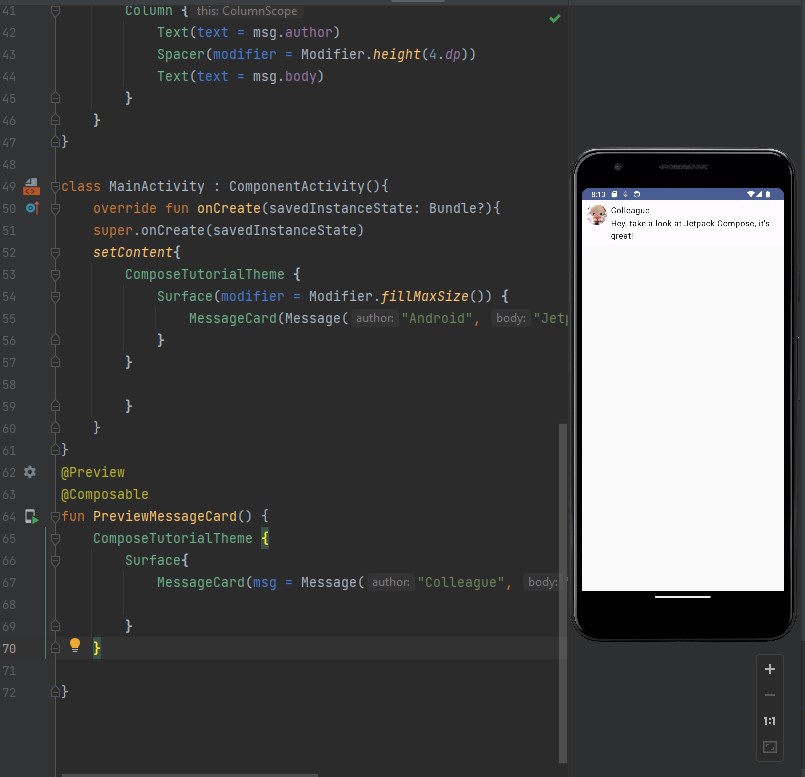 41 Column { this: ColumnScope
42 Text(text = msg.author)
43 Spacer(modifier = Modifier.height(4.dp))
44 Text(text = msg.body)
45 }
46 }
47 }
48
49 class MainActivity : ComponentActivity(){
50 override fun onCreate(savedInstanceState: Bundle?){
51 super.onCreate(savedInstanceState)
52 setContent{
53 ComposeTutorialTheme {
54 Surface(modifier = Modifier.fillMaxSize()) {
55 MessageCard(Message( author: "Android", body: "Jetp
56 }
57 }
58
59 }
60 }
61 }
62 @Preview
63 @Composable
64 fun PreviewMessageCard() {
65 ComposeTutorialTheme {
66 Surface{
67 MessageCard(msg = Message( author: "Colleague", body: "
68
69 }
70 }
71
72 }
8:13
Colleague
Hey, take a look at Jetpack Compose, it's
great!
1:1